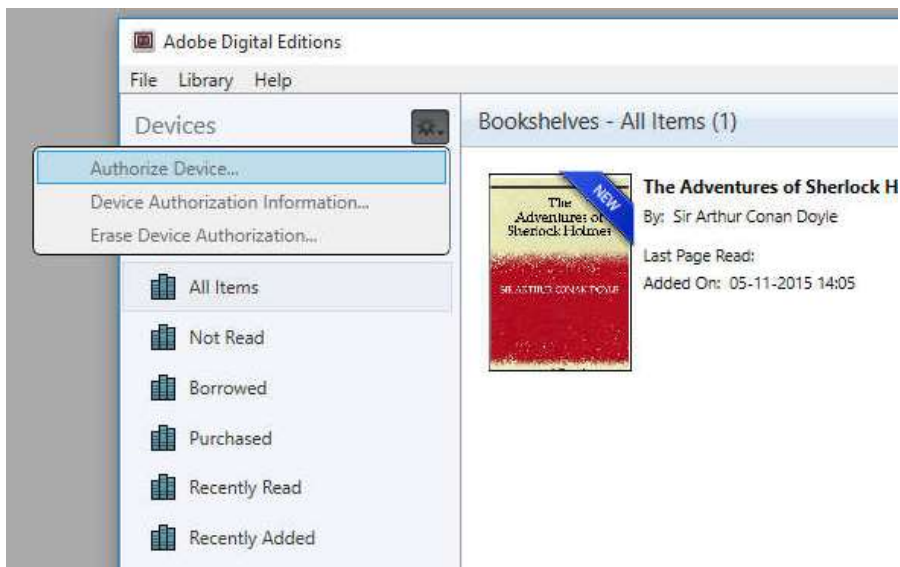 Adobe Digital Editions
File Library Help
Devices
Authorize Device...
Device Authorization Information...
Erase Device Authorization...
All Items
Not Read
Borrowed
Purchased
Recently Read
Recently Added
Bookshelves - All Items (1)
The
Adventures of
Sherlock Holmes
NEW
SIR ARTHUR CONAN DOYLE
The Adventures of Sherlock H
By: Sir Arthur Conan Doyle
Last Page Read:
Added On: 05-11-2015 14:05